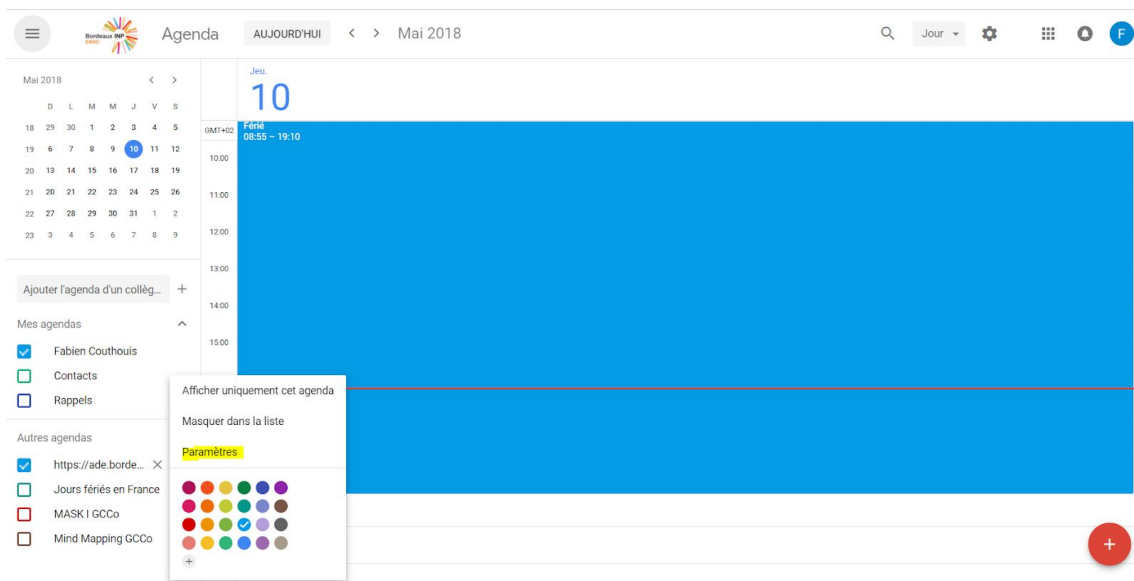 Bordeaux INP
ENSC
Agenda
AUJOURD'HUI < > Mai 2018
Jour
F
Mai 2018 < >
D L M M J V S
18 29 30 1 2 3 4 5
19 6 7 8 9 10 11 12
20 13 14 15 16 17 18 19
21 20 21 22 23 24 25 26
22 27 28 29 30 31 1 2
23 3 4 5 6 7 8 9
Ajouter l'agenda d'un collèg... +
Mes agendas
Fabien Couthouis
Contacts
Rappels
Autres agendas
https://ade.borde... ×
Jours fériés en France
MASK I GCCo
Mind Mapping GCCo
Jeu.
10
GMT+02
Férié
08:55 – 19:10
10:00
11:00
12:00
13:00
14:00
15:00
Afficher uniquement cet agenda
Masquer dans la liste
Paramètres
+
+